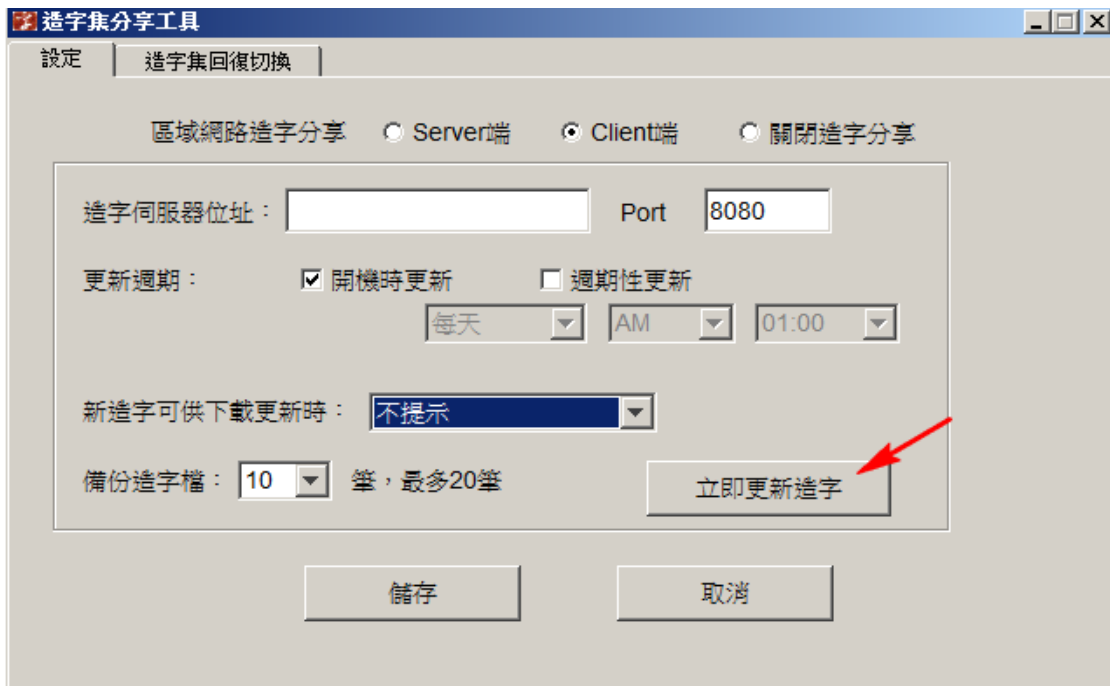 造字集分享工具
設定 造字集回復切換
區域網路造字分享 Server端 Client端 關閉造字分享
造字伺服器位址： Port 8080
更新週期： 開機時更新 週期性更新
每天 AM 01:00
新造字可供下載更新時： 不提示
備份造字檔： 10 筆，最多20筆 立即更新造字
儲存 取消